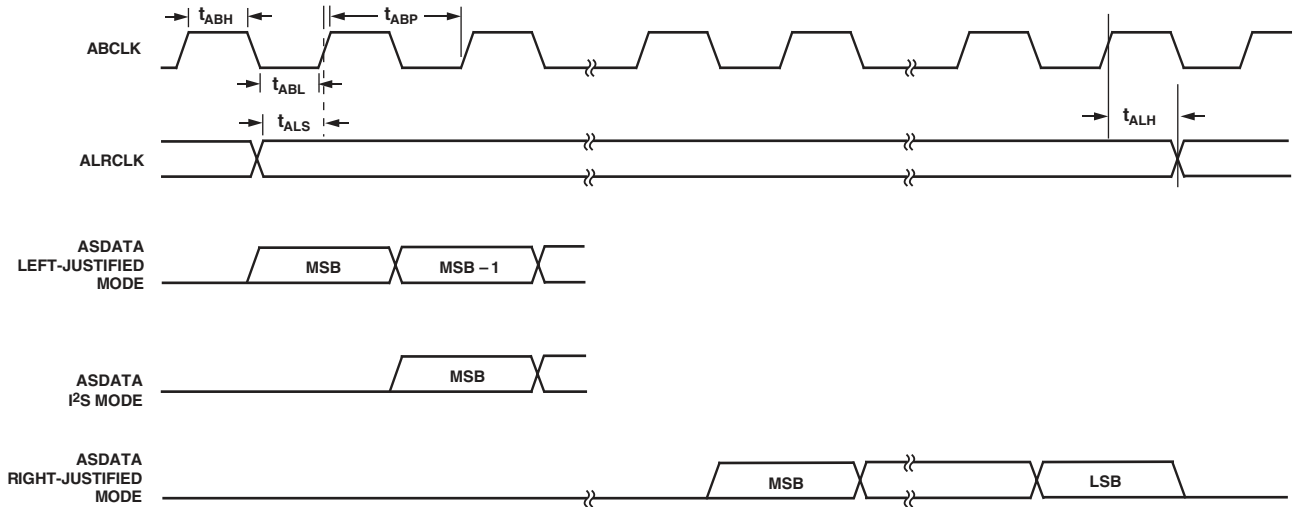 tABH
tABP
ABCLK
tABL
tALS
tALH
ALRCLK
ASDATA
LEFT-JUSTIFIED
MODE
MSB
MSB – 1
ASDATA
I²S MODE
MSB
ASDATA
RIGHT-JUSTIFIED
MODE
MSB
LSB